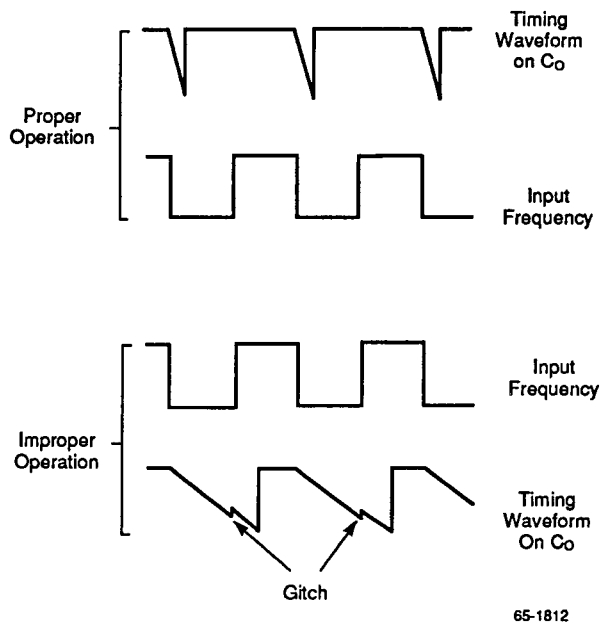 Timing
Waveform
on Co
Proper
Operation
Input
Frequency
Input
Frequency
Improper
Operation
Timing
Waveform
On Co
Gitch
65-1812